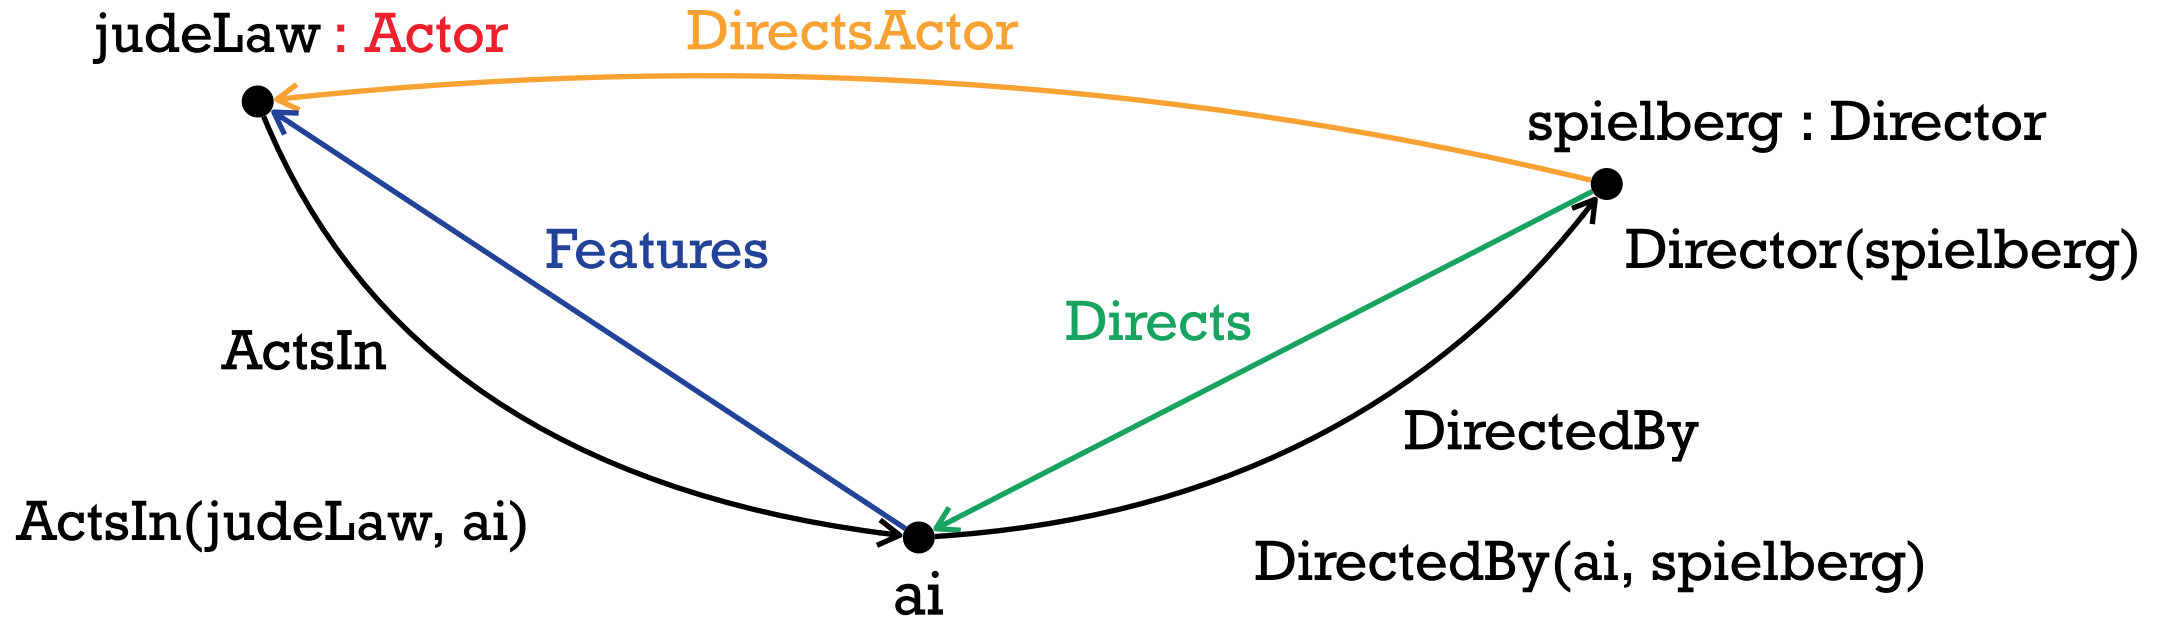 judeLaw : Actor
DirectsActor
spielberg : Director
Director(spielberg)
Features
Directs
ActsIn
DirectedBy
ActsIn(judeLaw, ai)
DirectedBy(ai, spielberg)
ai